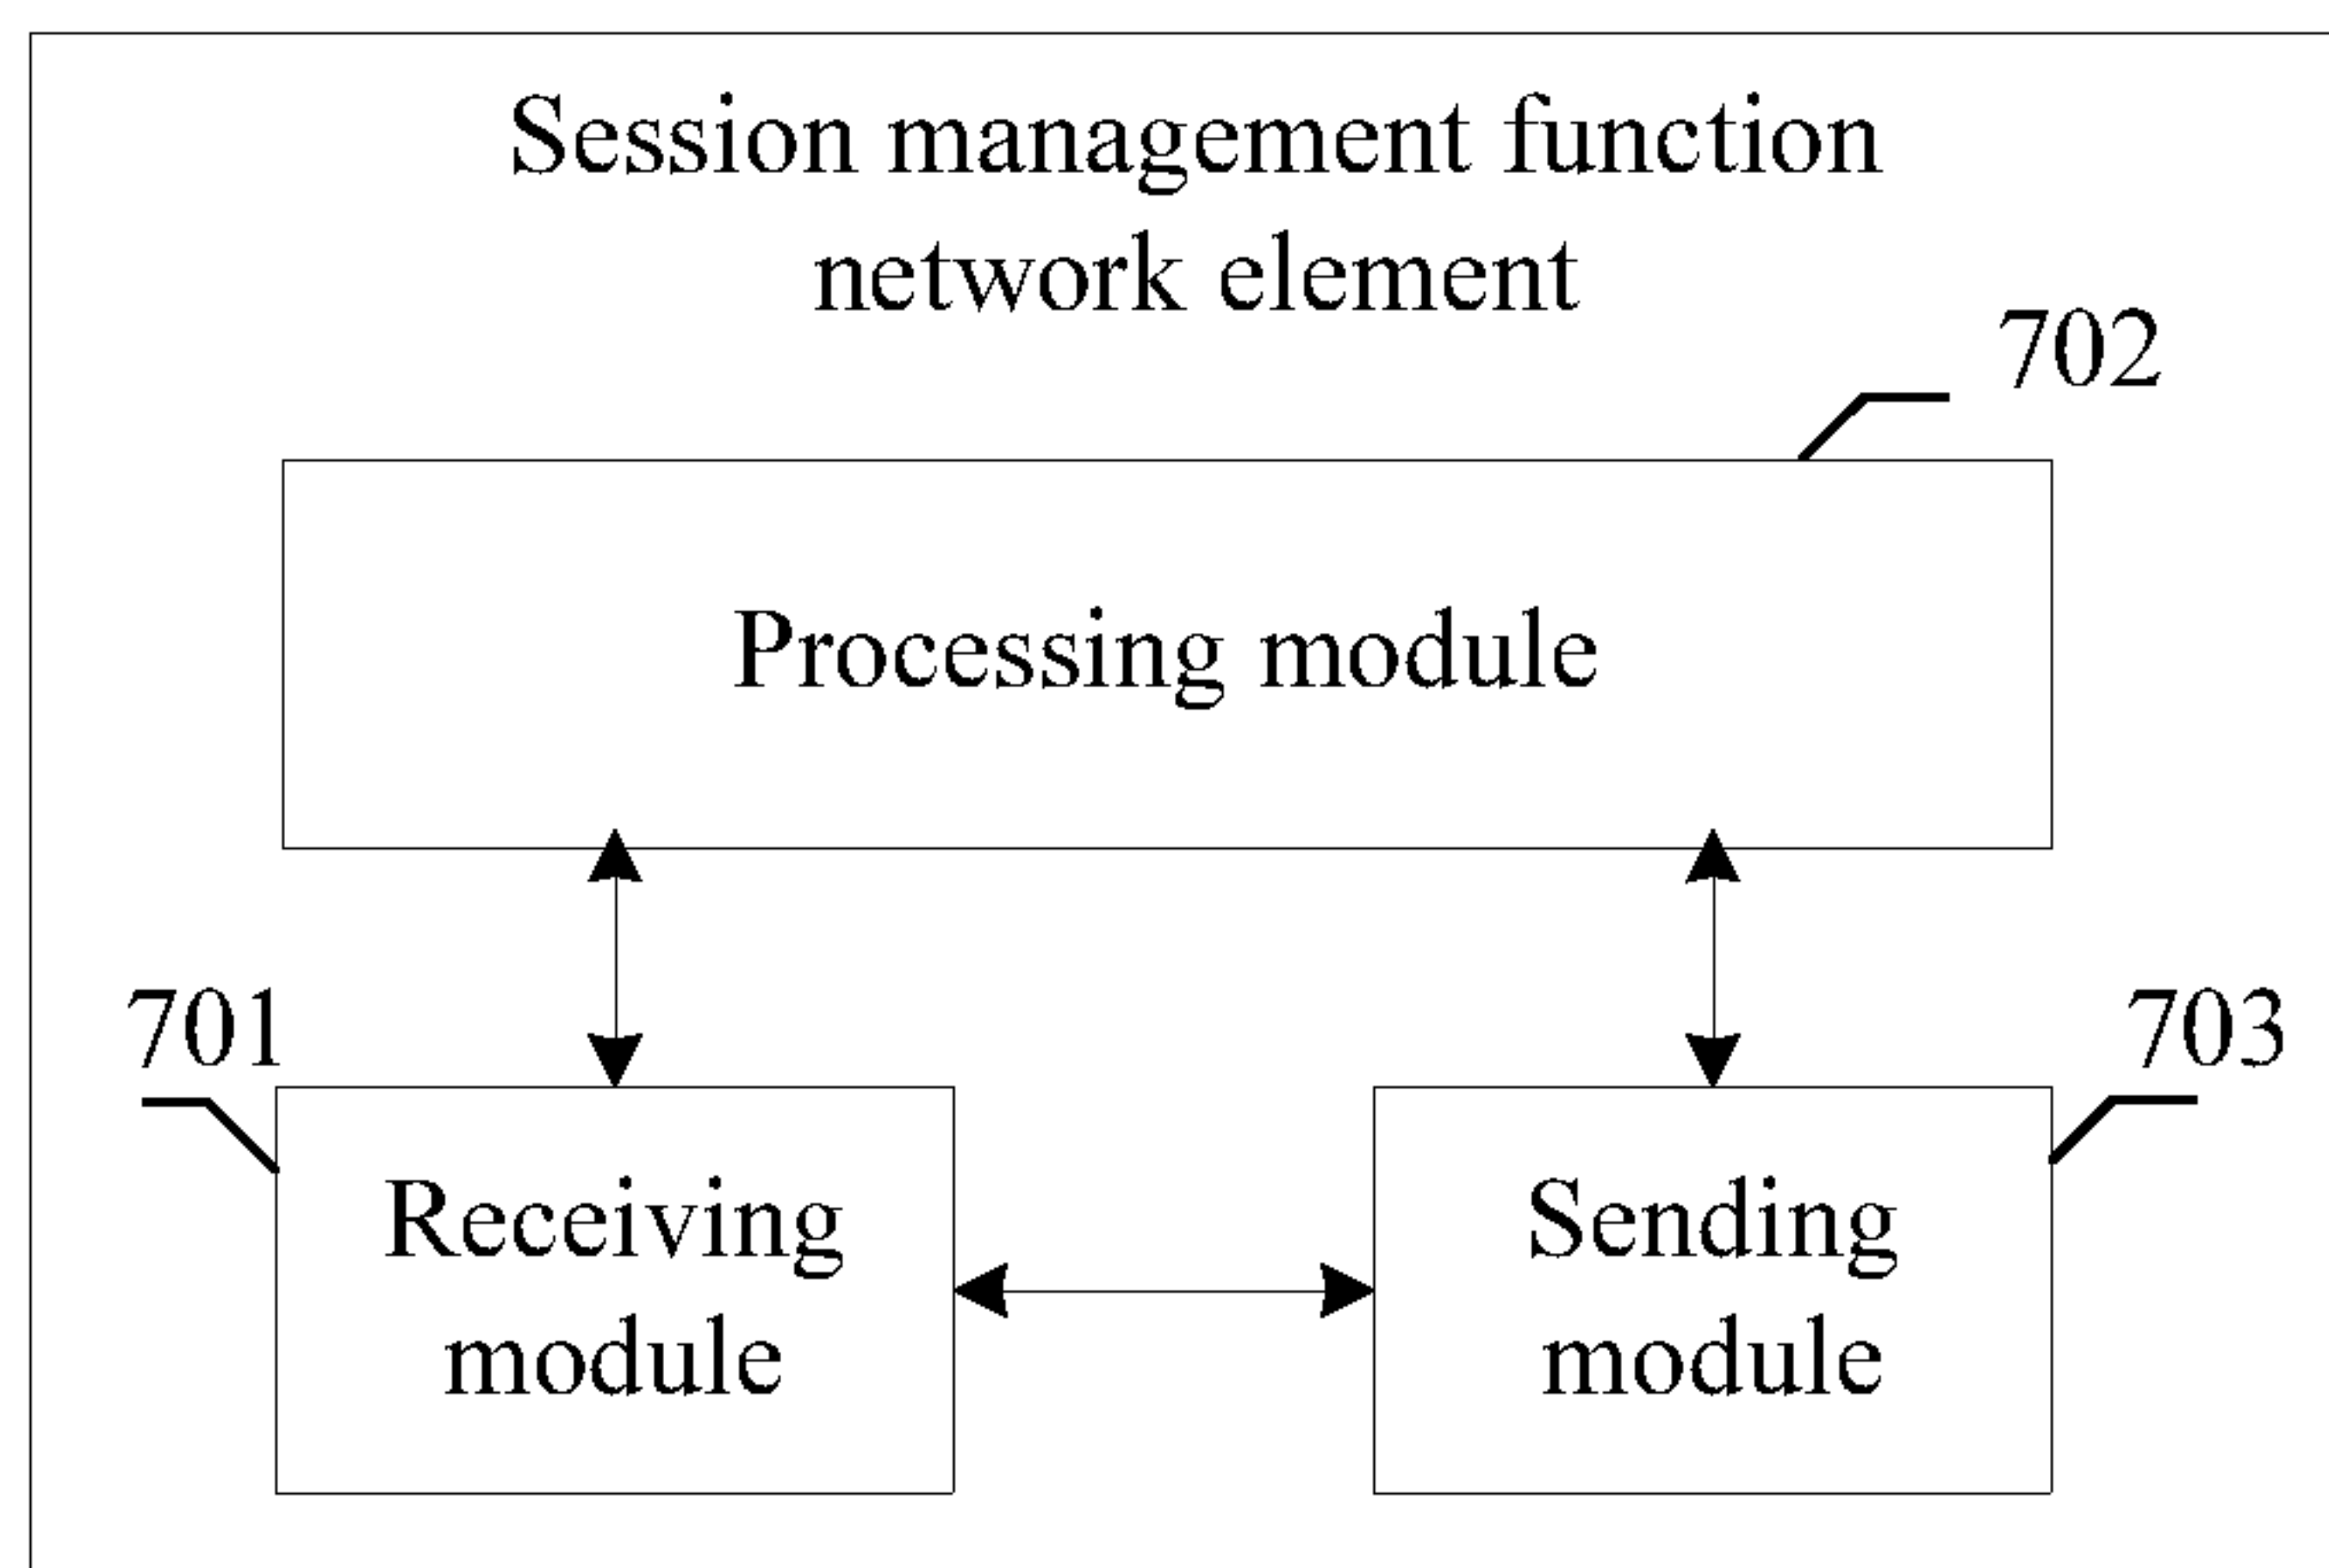 Session management function
network element
702
Processing module
701
703
Receiving
module
Sending
module